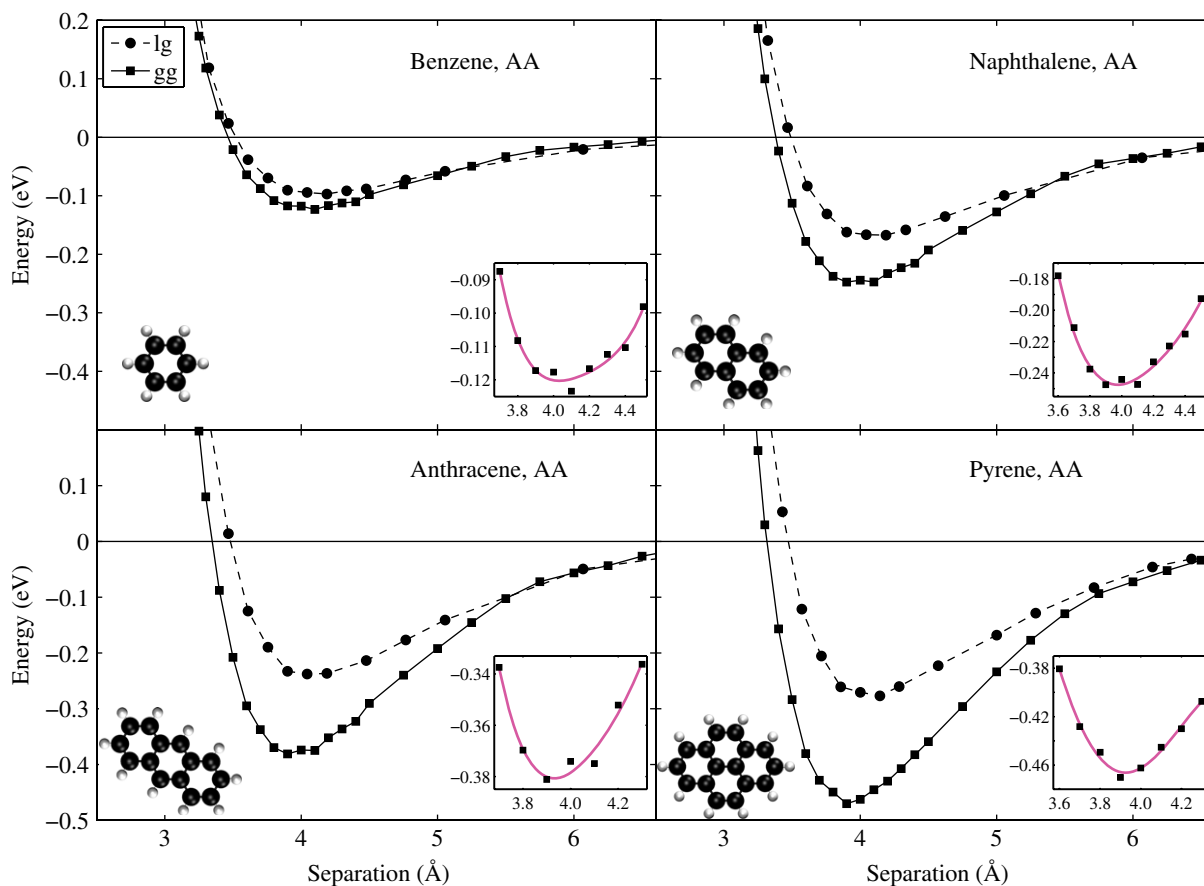 0.2
0.1
0
−0.1
−0.2
−0.3
−0.4
Energy (eV)
lg
gg
Benzene, AA
−0.09
−0.10
−0.11
−0.12
3.8 4.0 4.2 4.4
Naphthalene, AA
−0.18
−0.20
−0.22
−0.24
3.6 3.8 4.0 4.2 4.4
0.1
0
−0.1
−0.2
−0.3
−0.4
−0.5
Energy (eV)
Anthracene, AA
−0.34
−0.36
−0.38
3.8 4.0 4.2
3 4 5 6
Separation (Å)
Pyrene, AA
−0.38
−0.42
−0.46
3.6 3.8 4.0 4.2
3 4 5 6
Separation (Å)